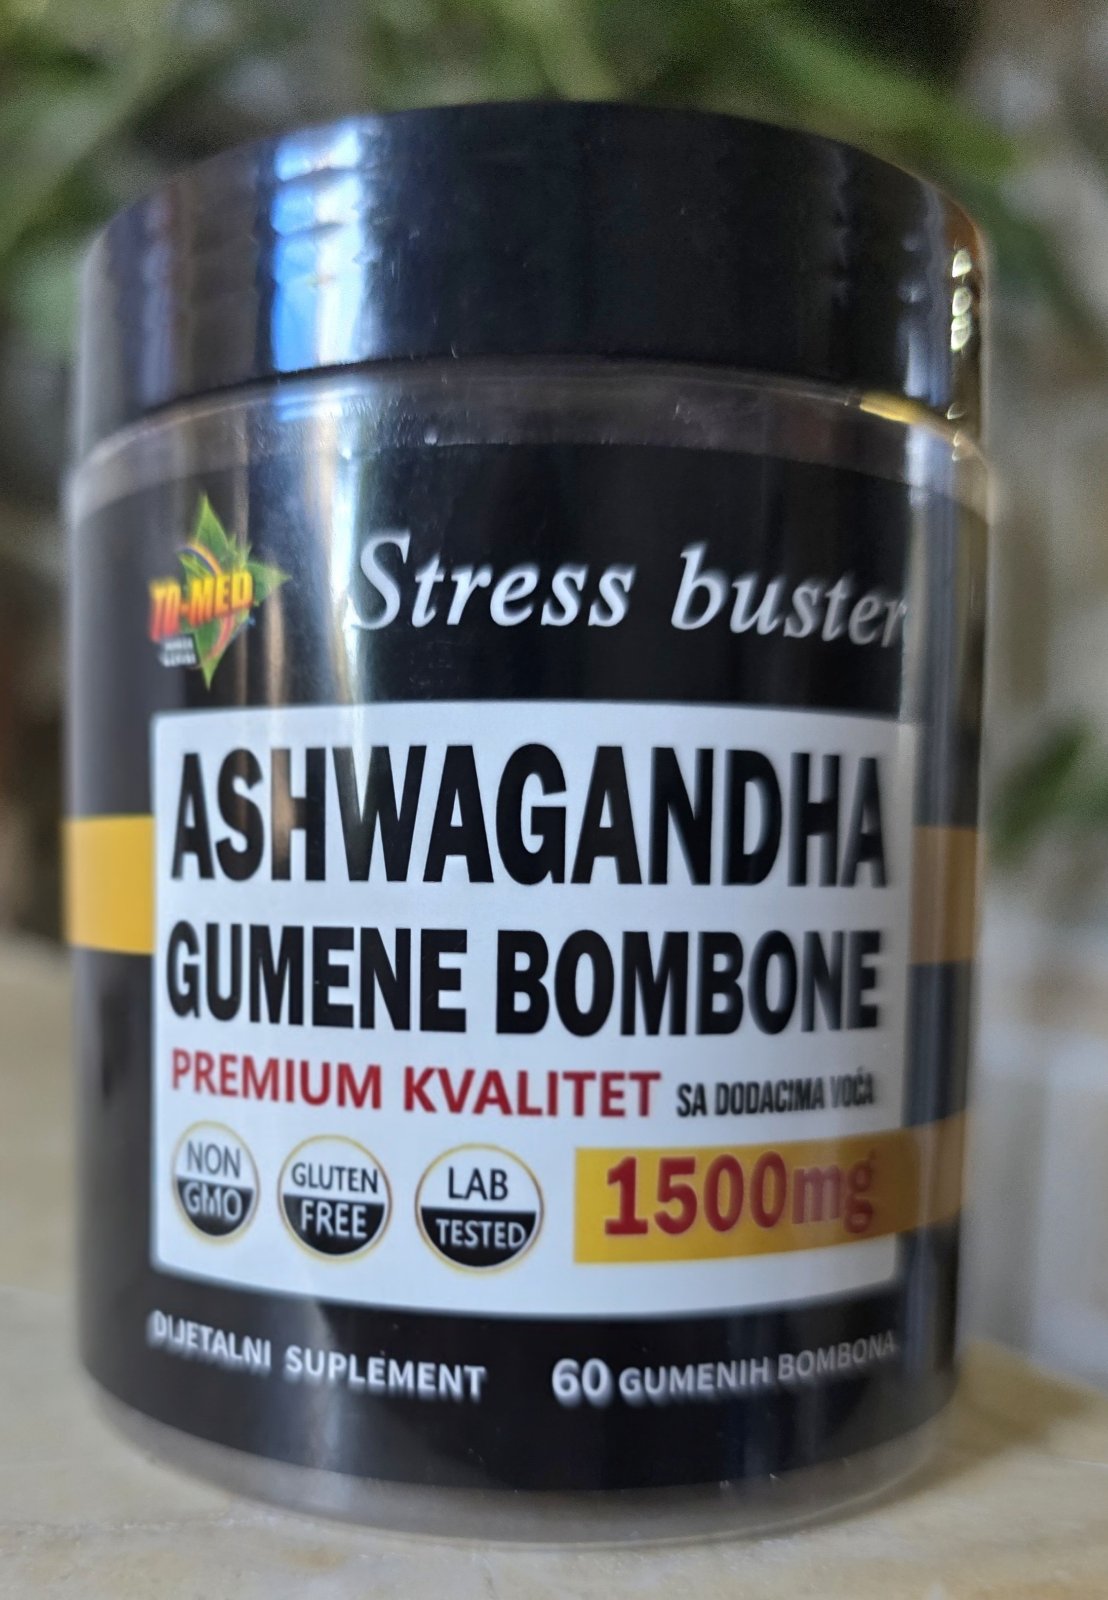 TO-MED
Stress buster
ASHWAGANDHA
GUMENE BOMBONE
PREMIUM KVALITET SA DODACIMA VOĆA
NON
GMO
GLUTEN
FREE
LAB
TESTED
1500mg
DIJETALNI SUPLEMENT
60 GUMENIH BOMBONA